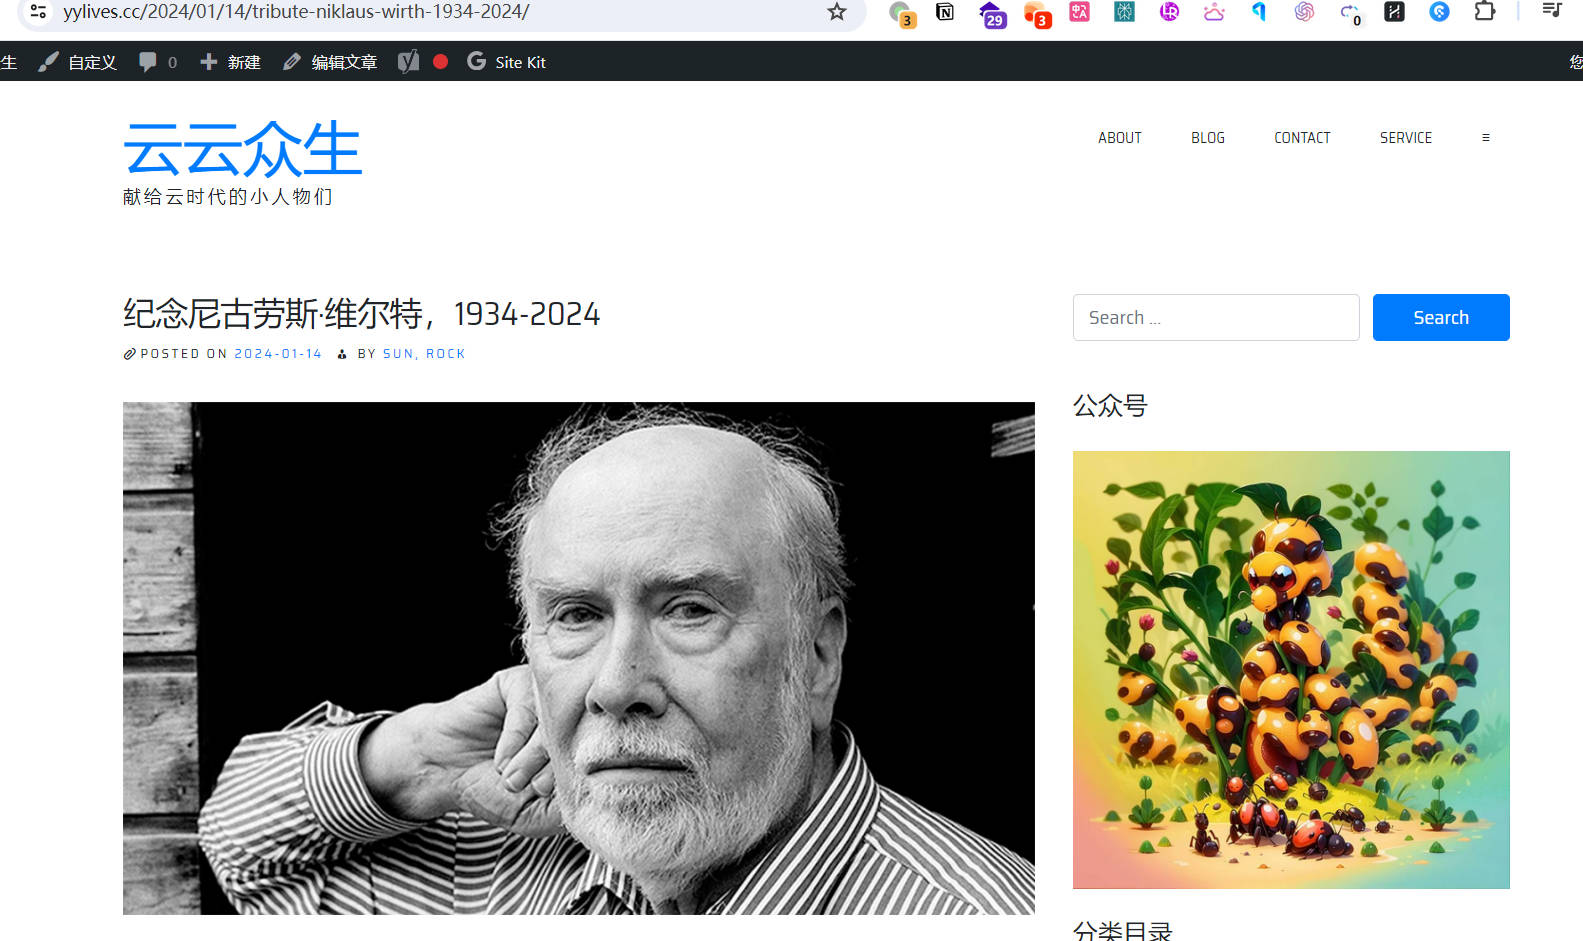 yylives.cc/2024/01/14/tribute-niklaus-wirth-1934-2024/
3
29
3
0
生 自定义 0 新建 编辑文章 Site Kit 您
云云众生
献给云时代的小人物们
ABOUT BLOG CONTACT SERVICE ≡
纪念尼古劳斯·维尔特，1934-2024
POSTED ON 2024-01-14 BY SUN, ROCK
Search ... Search
公众号
分类目录